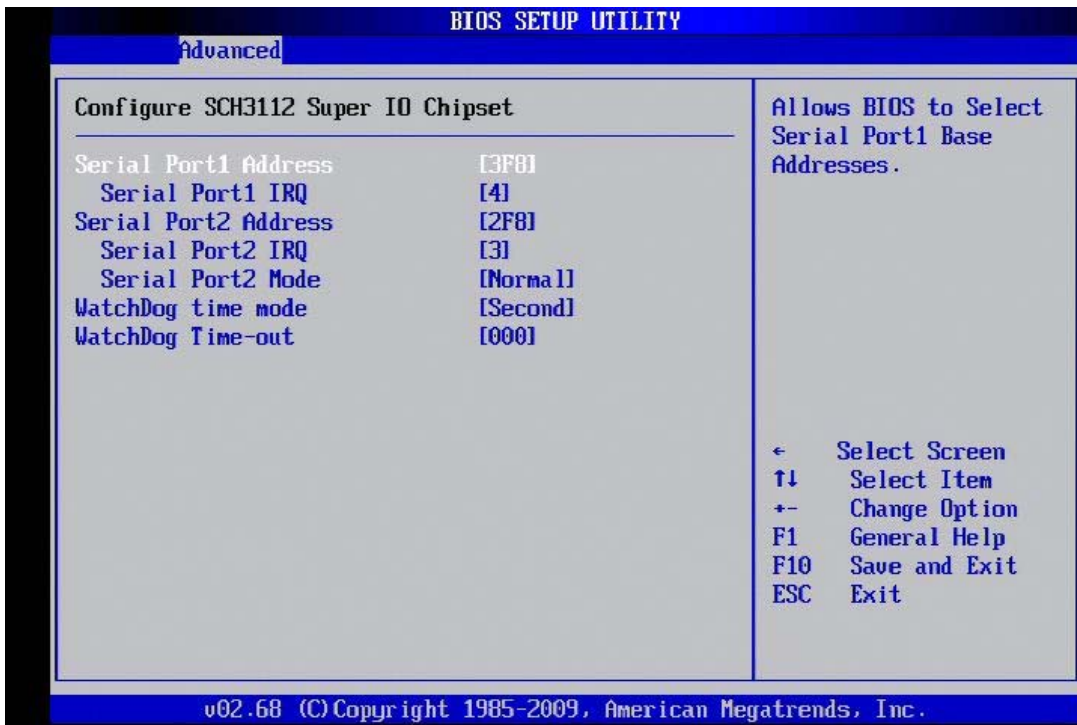 BIOS SETUP UTILITY
Advanced
Configure SCH3112 Super IO Chipset
Serial Port1 Address [3F8]
Serial Port1 IRQ [4]
Serial Port2 Address [2F8]
Serial Port2 IRQ [3]
Serial Port2 Mode [Normal]
WatchDog time mode [Second]
WatchDog Time-out [000]
Allows BIOS to Select
Serial Port1 Base
Addresses.
← Select Screen
↑↓ Select Item
+- Change Option
F1 General Help
F10 Save and Exit
ESC Exit
v02.68 (C)Copyright 1985-2009, American Megatrends, Inc.